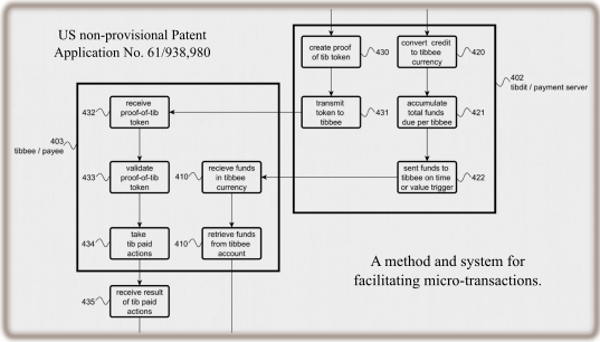 US non-provisional Patent
Application No. 61/938,980
create proof
of tib token
430
convert credit
to tibbee
currency
420
402
tibdit / payment server
receive
proof-of-tib
token
432
transmit
token to
tibbee
431
accumulate
total funds
due per tibbee
421
403
tibbee / payee
validate
proof-of-tib
token
433
recieve funds
in tibbee
currency
410
sent funds to
tibbee on time
or value trigger
422
take
tib paid
actions
434
retrieve funds
from tibbee
account
410
A method and system for
facilitating micro-transactions.
receive result
of tib paid
actions
435